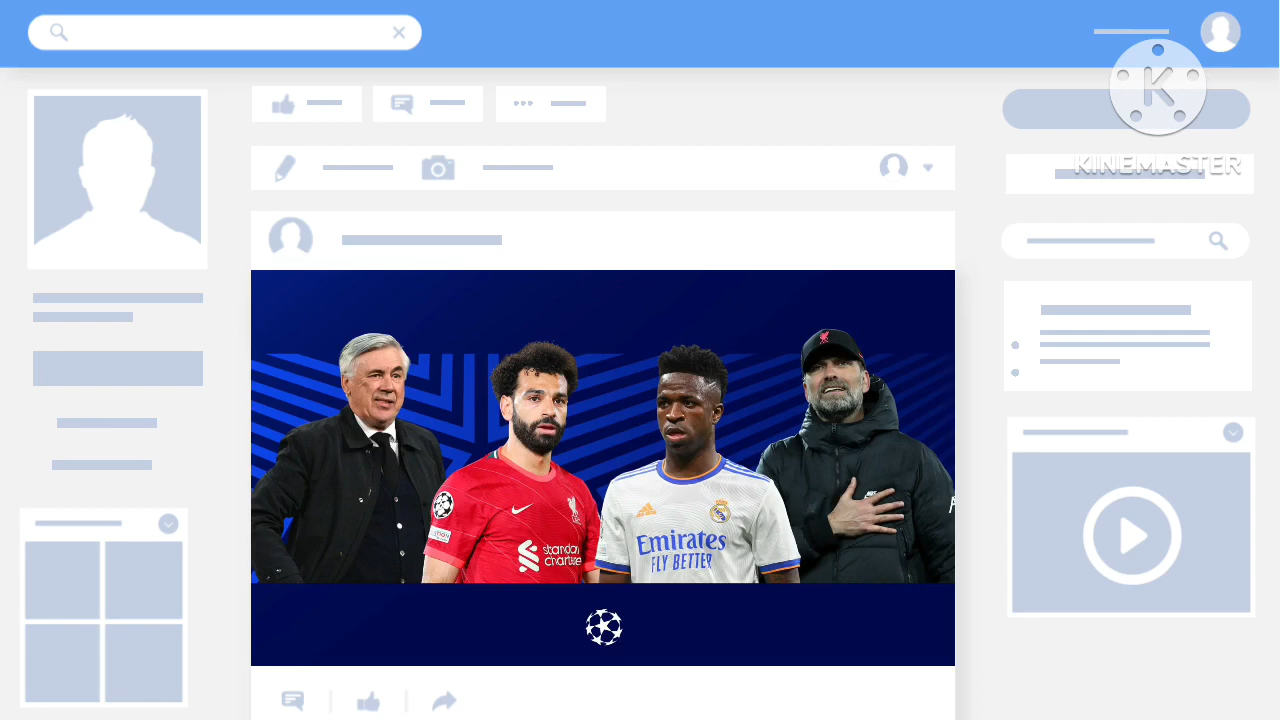 KINEMASTER
standard
chartered
Emirates
FLY BETTER